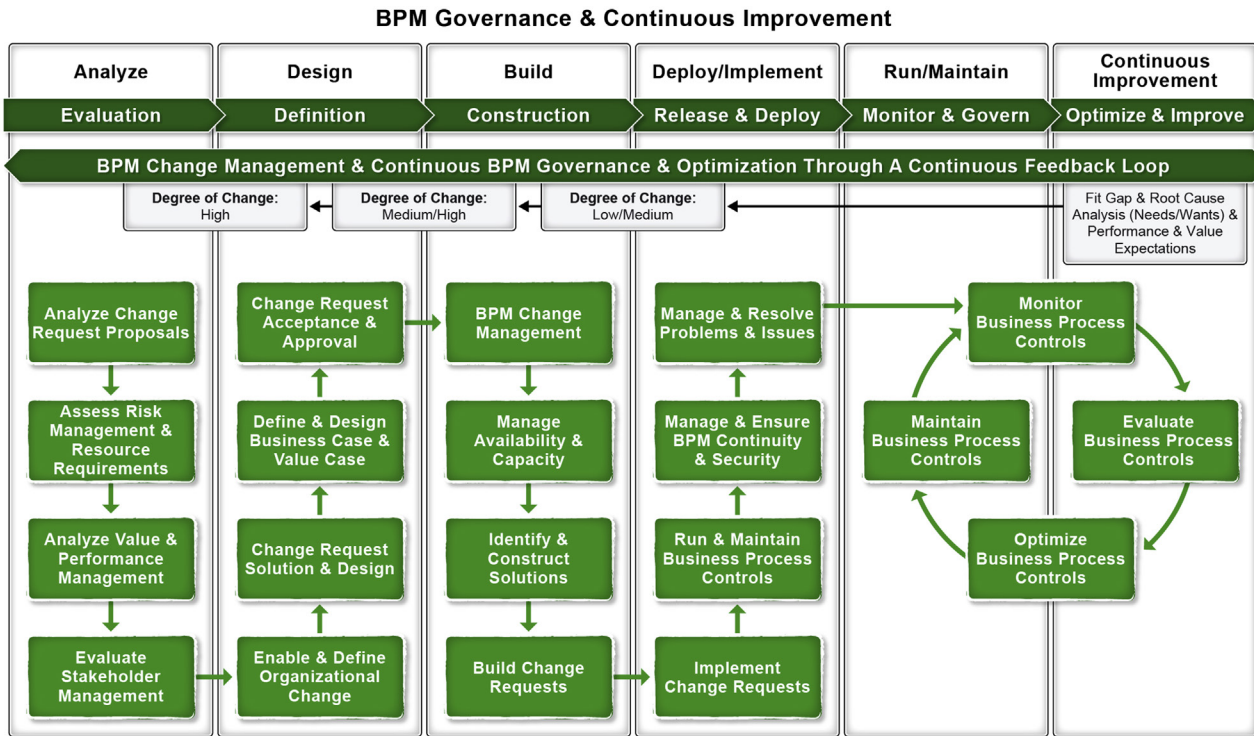 BPM Governance & Continuous Improvement
Analyze
Design
Build
Deploy/Implement
Run/Maintain
Continuous
Improvement
Evaluation
Definition
Construction
Release & Deploy
Monitor & Govern
Optimize & Improve
BPM Change Management & Continuous BPM Governance & Optimization Through A Continuous Feedback Loop
Degree of Change:
High
Degree of Change:
Medium/High
Degree of Change:
Low/Medium
Fit Gap & Root Cause
Analysis (Needs/Wants) &
Performance & Value
Expectations
Analyze Change
Request Proposals
Assess Risk
Management &
Resource
Requirements
Analyze Value &
Performance
Management
Evaluate
Stakeholder
Management
Change Request
Acceptance &
Approval
Define & Design
Business Case &
Value Case
Change Request
Solution & Design
Enable & Define
Organizational
Change
BPM Change
Management
Manage
Availability &
Capacity
Identify &
Construct
Solutions
Build Change
Requests
Manage & Resolve
Problems & Issues
Manage & Ensure
BPM Continuity
& Security
Run & Maintain
Business Process
Controls
Implement
Change Requests
Monitor
Business Process
Controls
Maintain
Business Process
Controls
Evaluate
Business Process
Controls
Optimize
Business Process
Controls